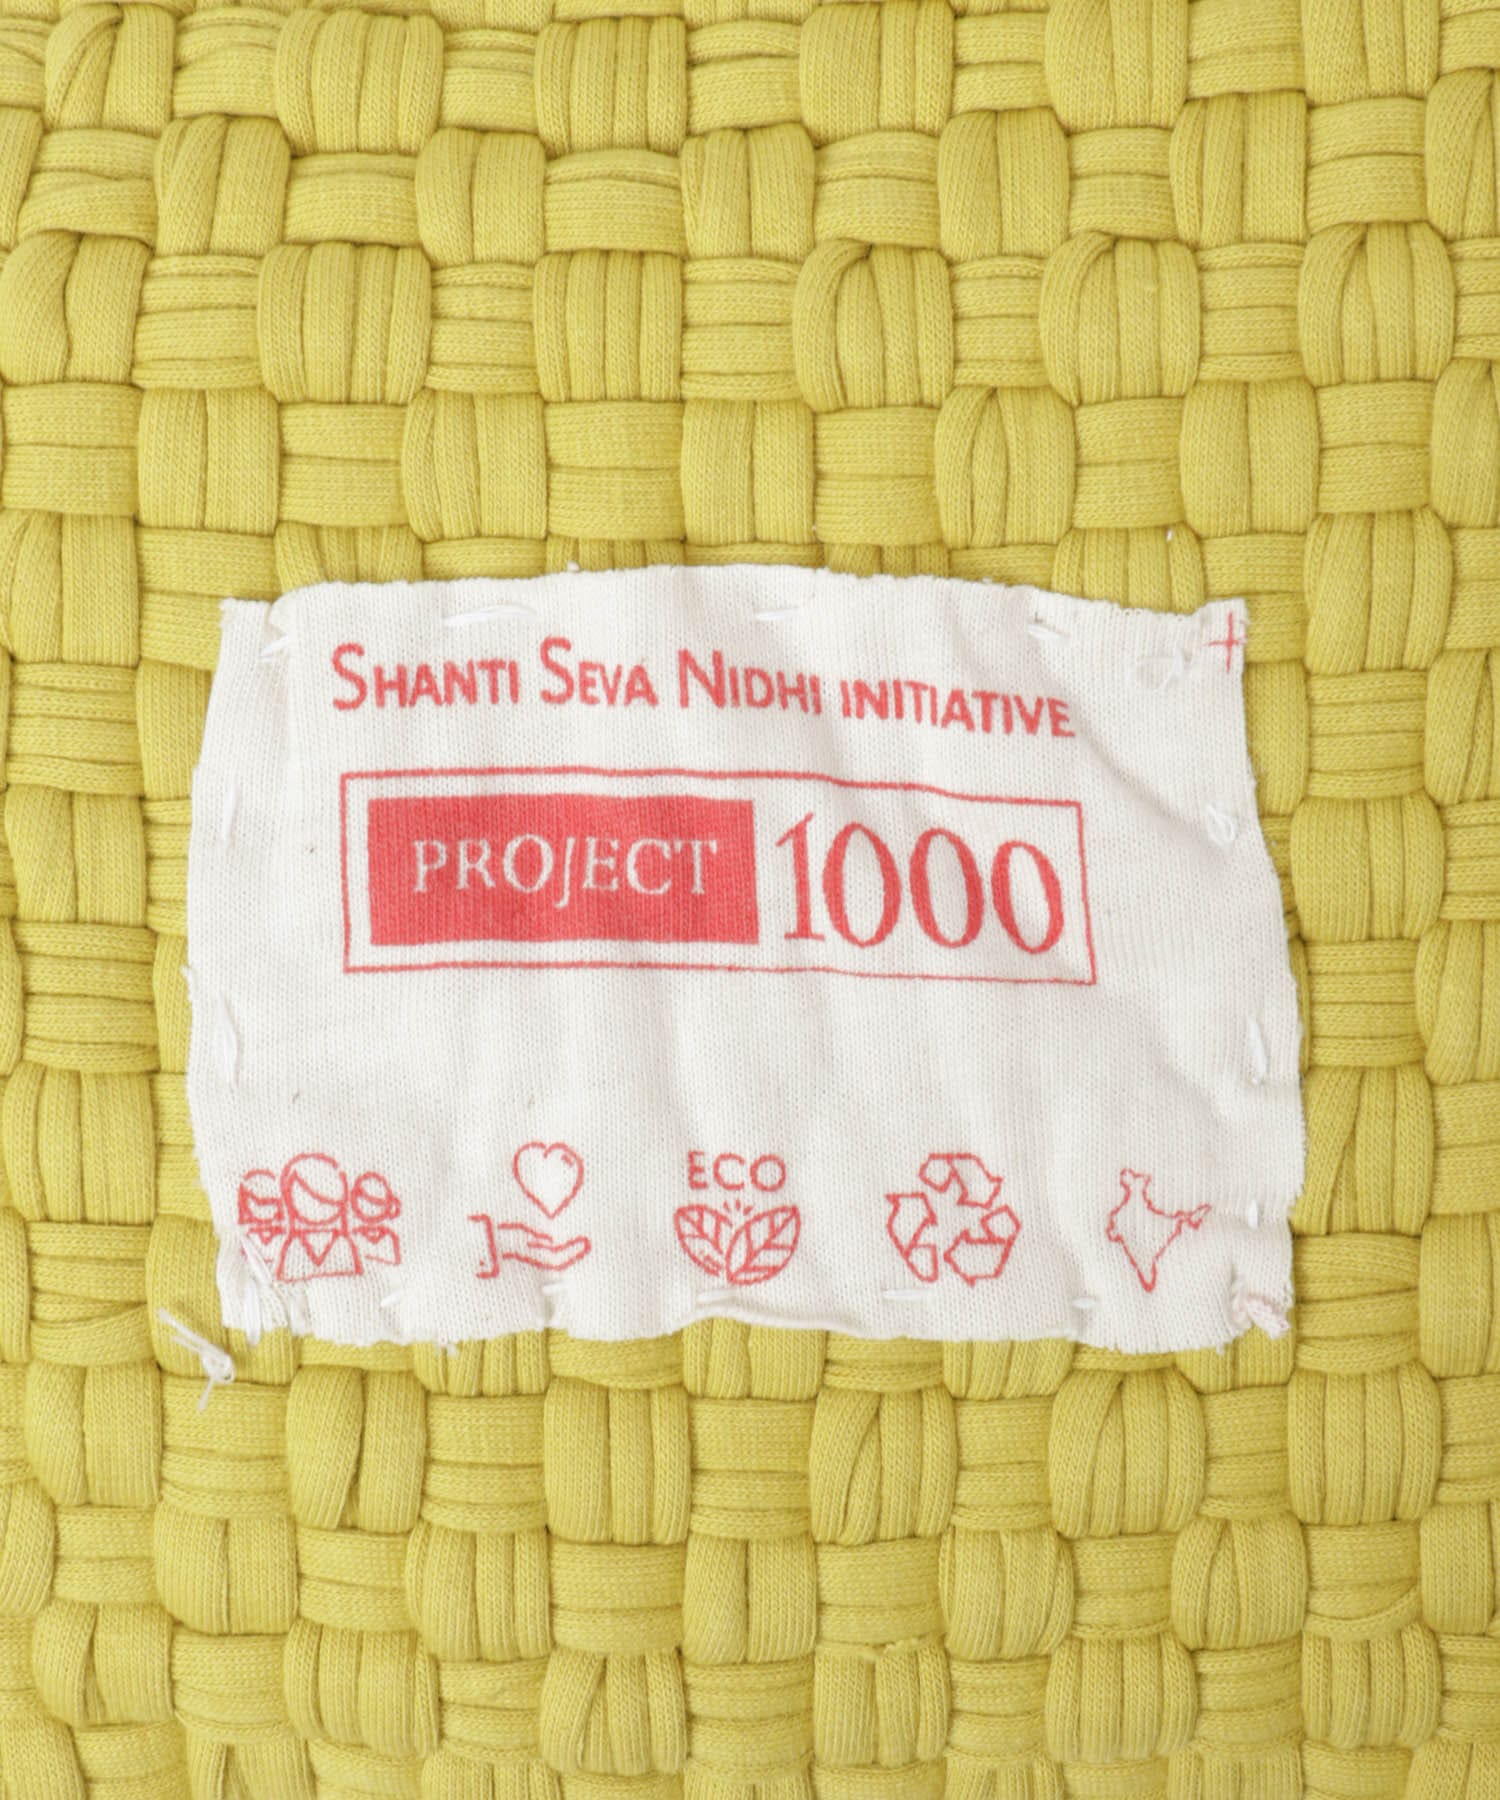 SHANTI SEVA NIDHI INITIATIVE
PROJECT 1000
ECO